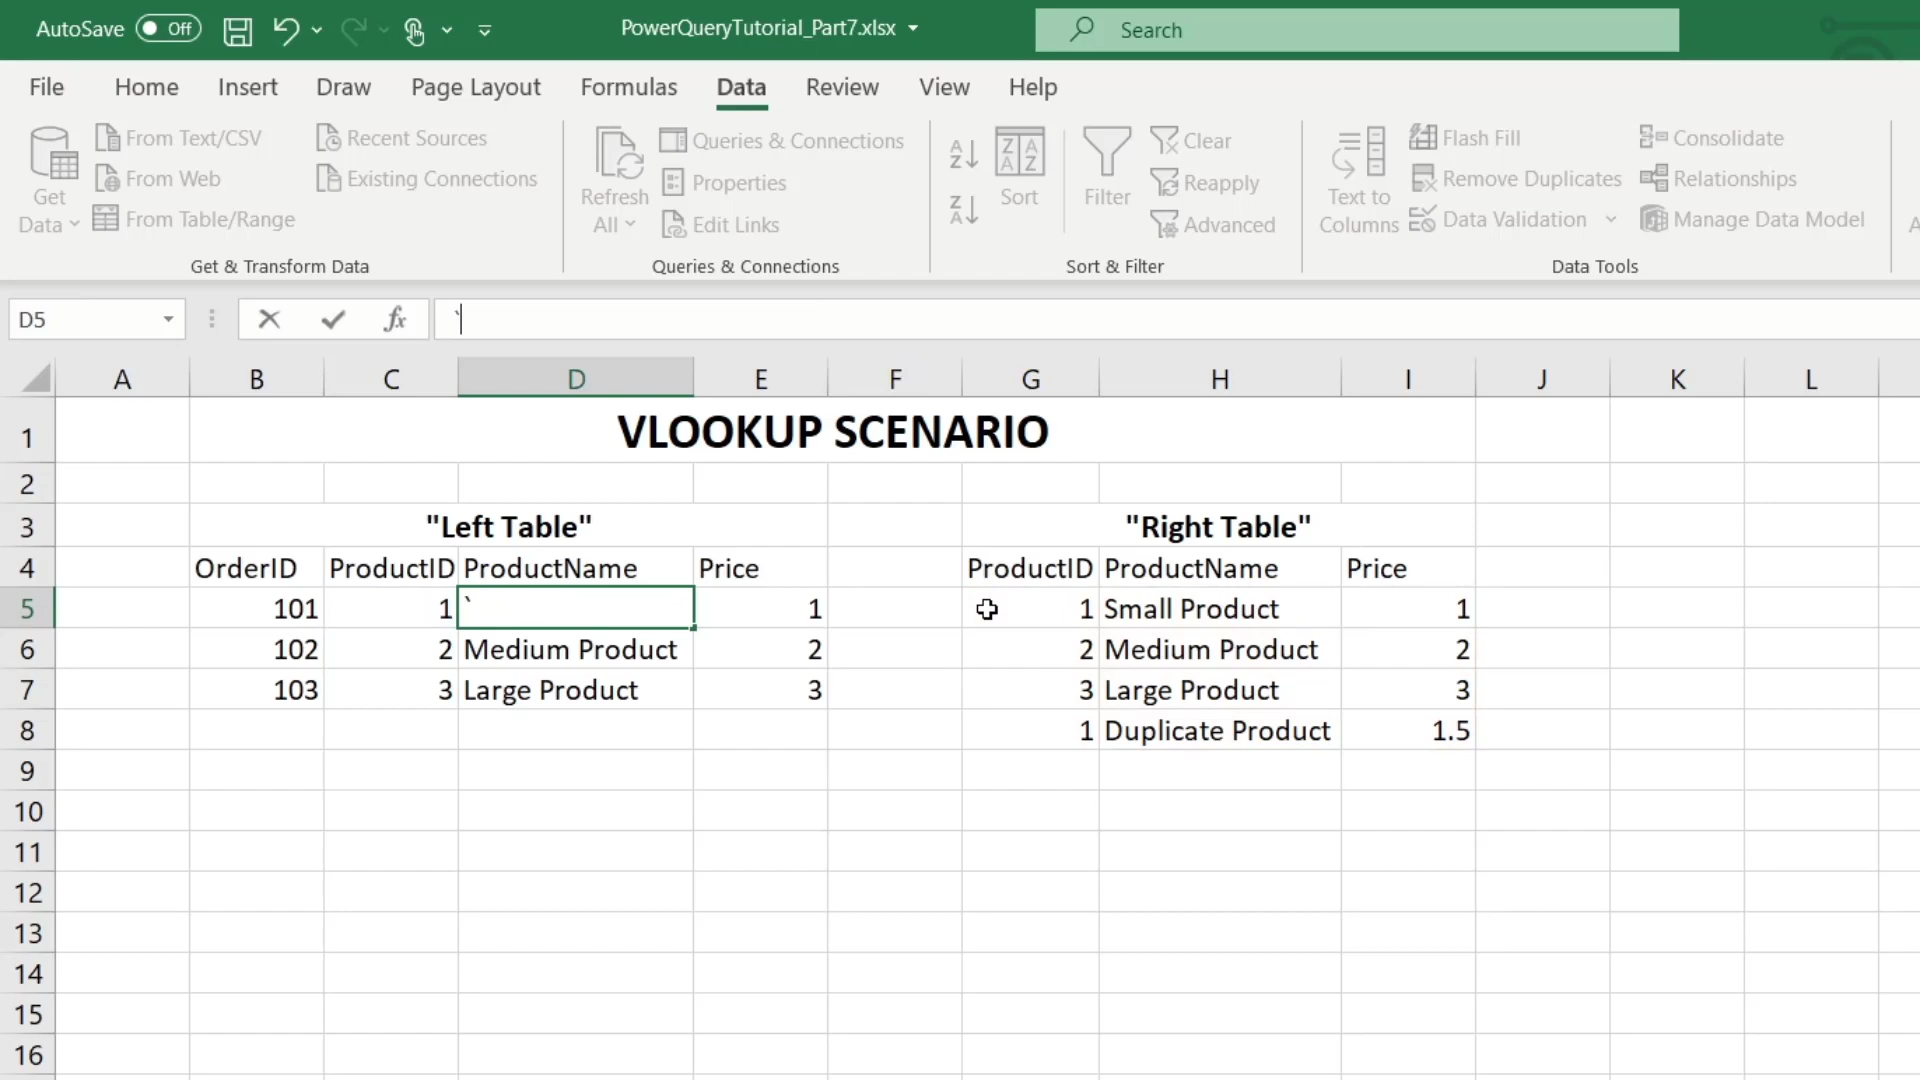 AutoSave Off PowerQueryTutorial_Part7.xlsx Search
File Home Insert Draw Page Layout Formulas Data Review View Help
Get Data
From Text/CSV
From Web
From Table/Range
Recent Sources
Existing Connections
Get & Transform Data
Refresh All
Queries & Connections
Properties
Edit Links
Queries & Connections
Sort
Filter
Clear
Reapply
Advanced
Sort & Filter
Text to Columns
Flash Fill
Remove Duplicates
Data Validation
Consolidate
Relationships
Manage Data Model
Data Tools
D5 fx `
A B C D E F G H I J K L
1 VLOOKUP SCENARIO
2
3 "Left Table" "Right Table"
4 OrderID ProductID ProductName Price ProductID ProductName Price
5 101 1 ` 1 1 Small Product 1
6 102 2 Medium Product 2 2 Medium Product 2
7 103 3 Large Product 3 3 Large Product 3
8 1 Duplicate Product 1.5
9
10
11
12
13
14
15
16